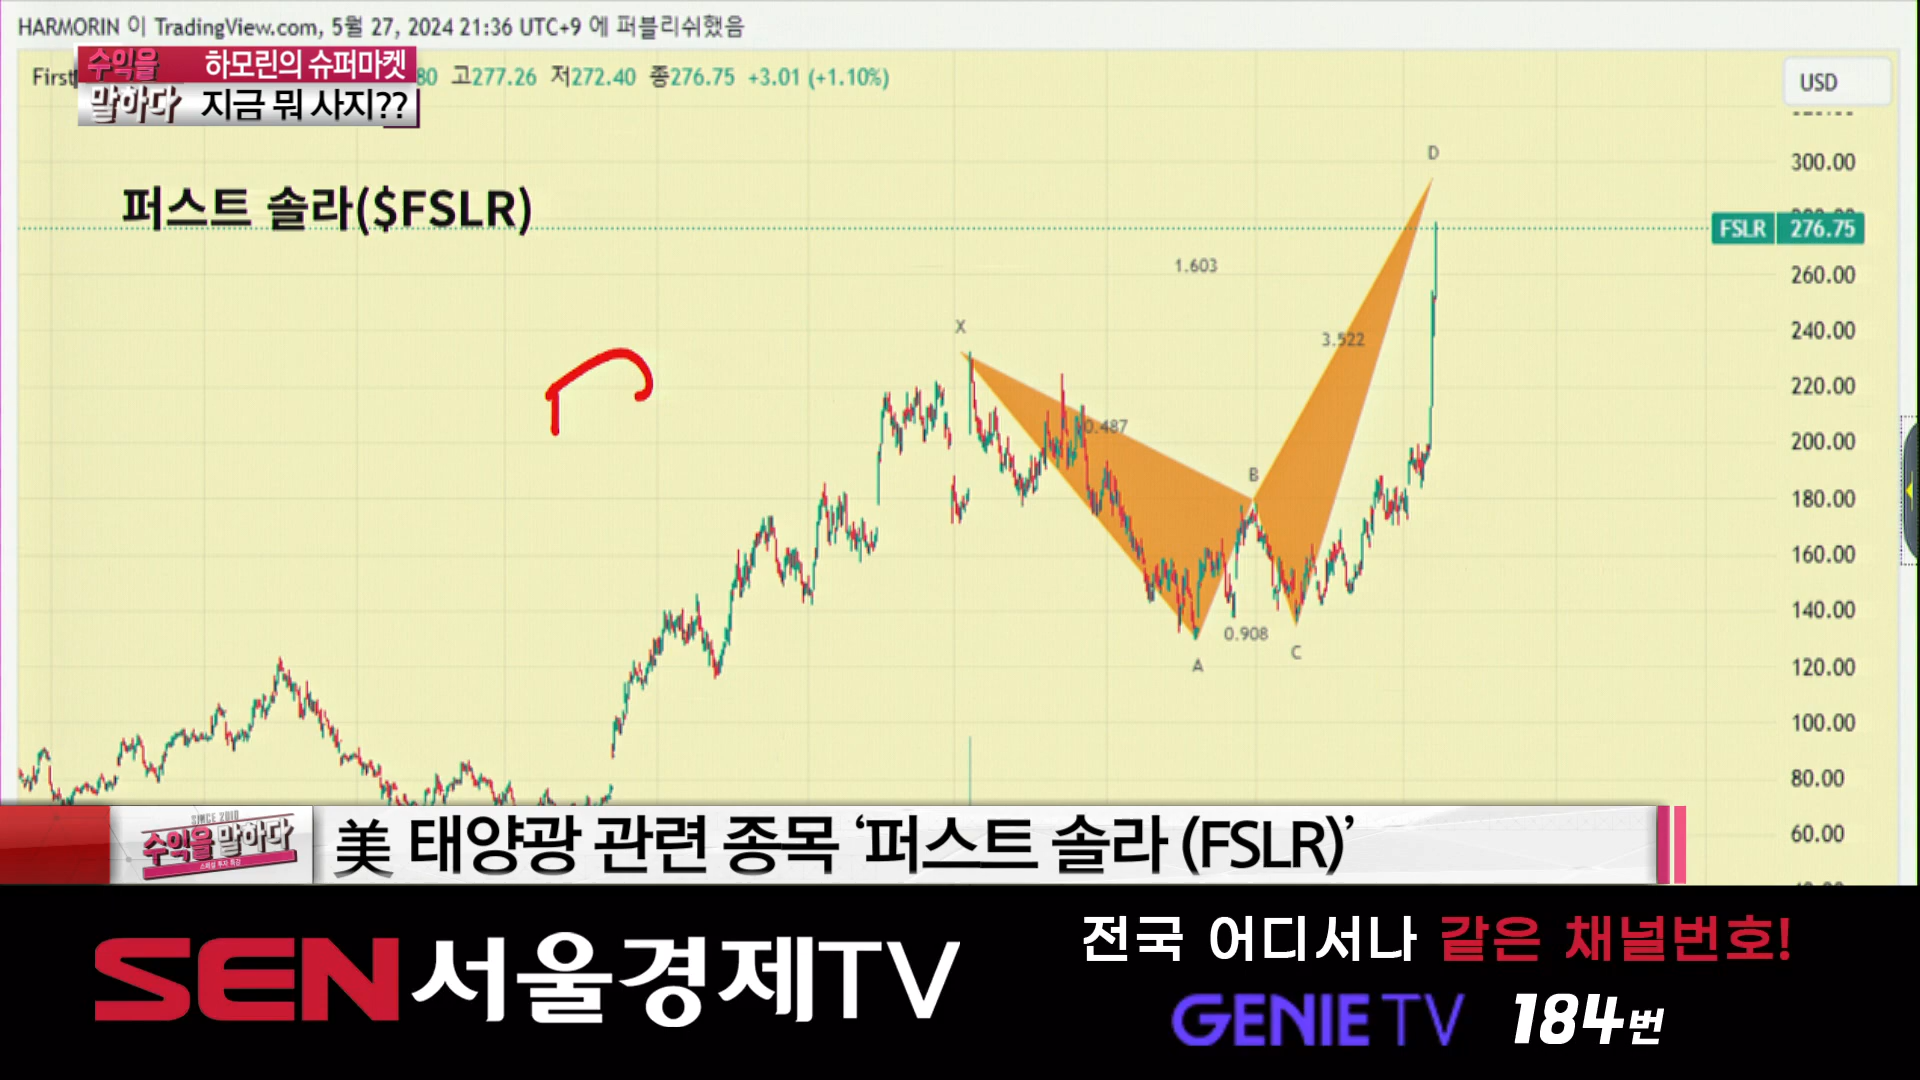 HARMORIN 이 TradingView.com, 5월 27, 2024 21:36 UTC+9 에 퍼블리쉬했음
수익을 말하다
하모린의 슈퍼마켓
지금 뭐 사지??
First
80 고277.26 저272.40 종276.75 +3.01 (+1.10%)
USD
퍼스트 솔라($FSLR)
D
300.00
FSLR 276.75
1.603
260.00
X
3.522
240.00
220.00
0.487
200.00
B
180.00
160.00
140.00
0.908
C
A
120.00
100.00
80.00
60.00
SINCE 2010
수익을 말하다
美 태양광 관련 종목 ‘퍼스트 솔라 (FSLR)’
SEN 서울경제TV
전국 어디서나 같은 채널번호!
GENIE TV 184번